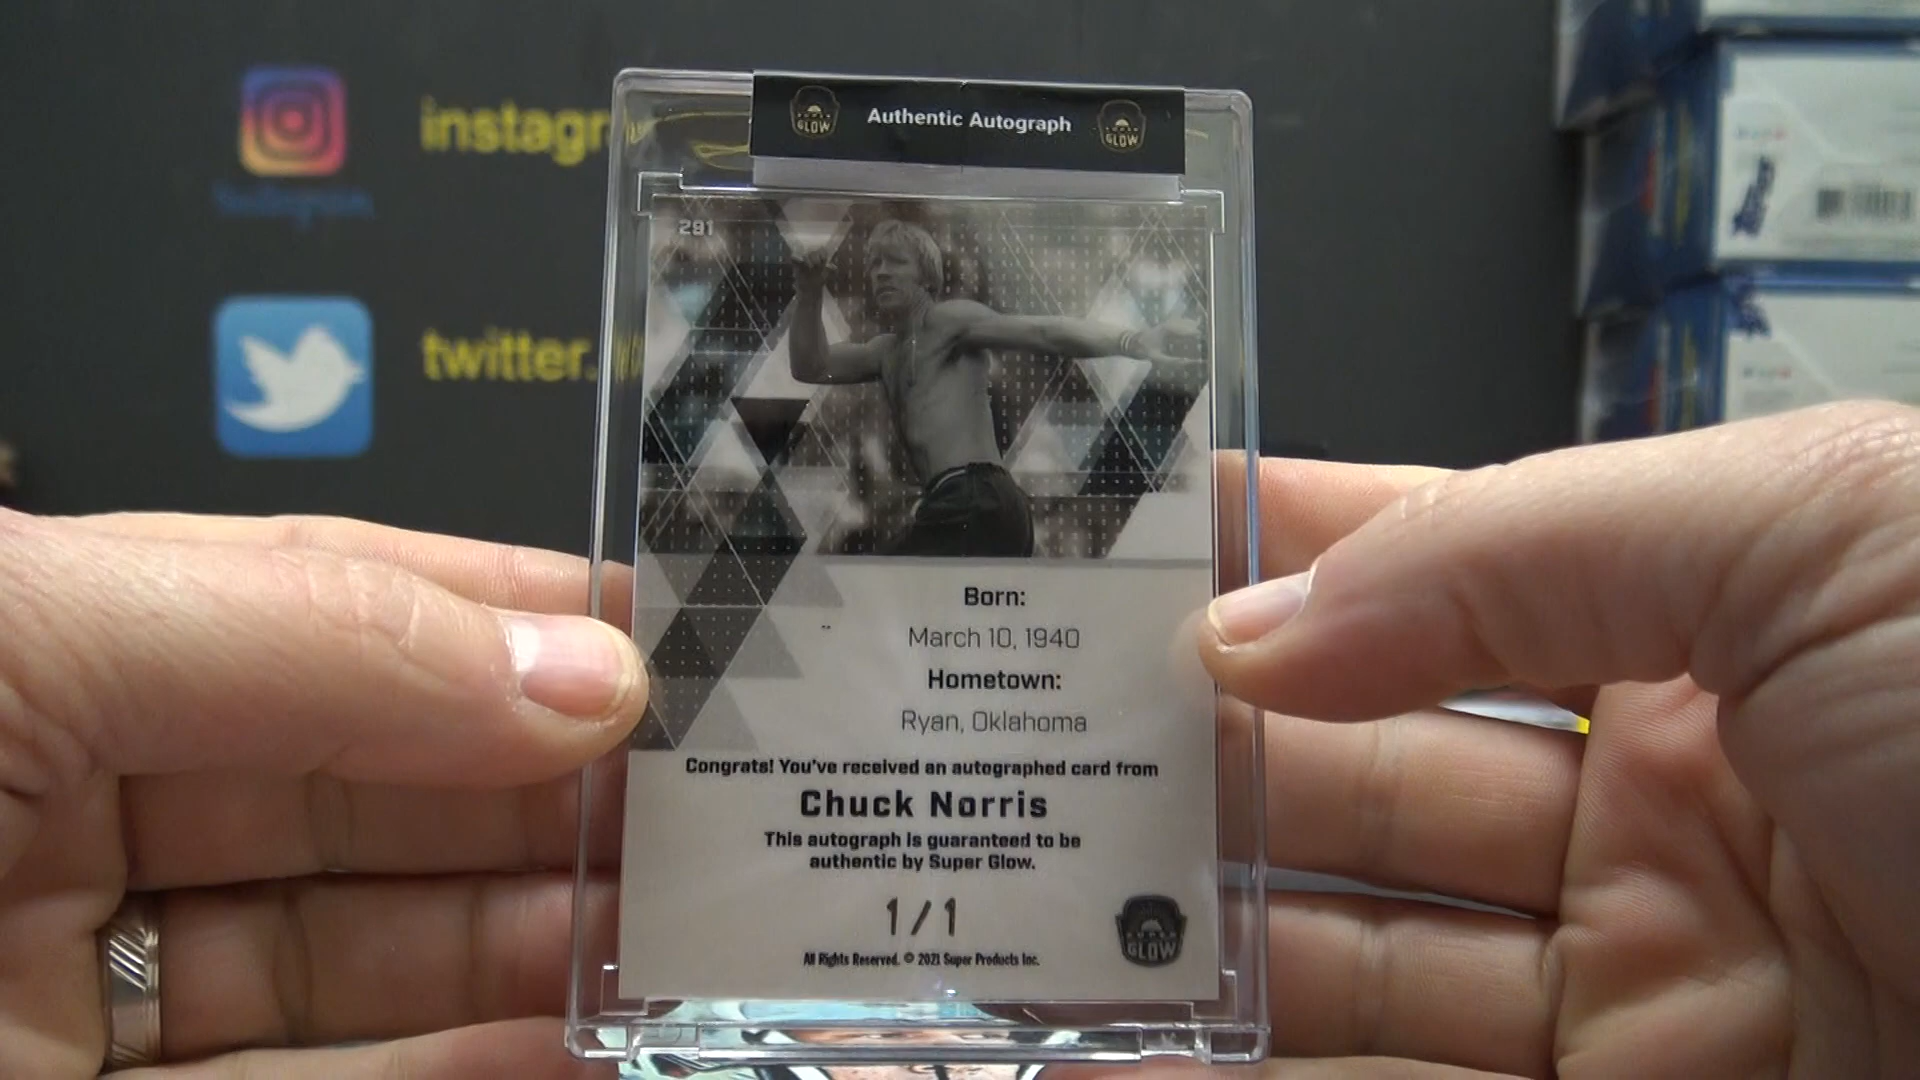 Authentic Autograph
SUPER GLOW
SUPER GLOW
instagr
twitter.
291
Born:
March 10, 1940
Hometown:
Ryan, Oklahoma
Congrats! You've received an autographed card from
Chuck Norris
This autograph is guaranteed to be
authentic by Super Glow.
1/1
SUPER
GLOW
All Rights Reserved. © 2021 Super Products Inc.